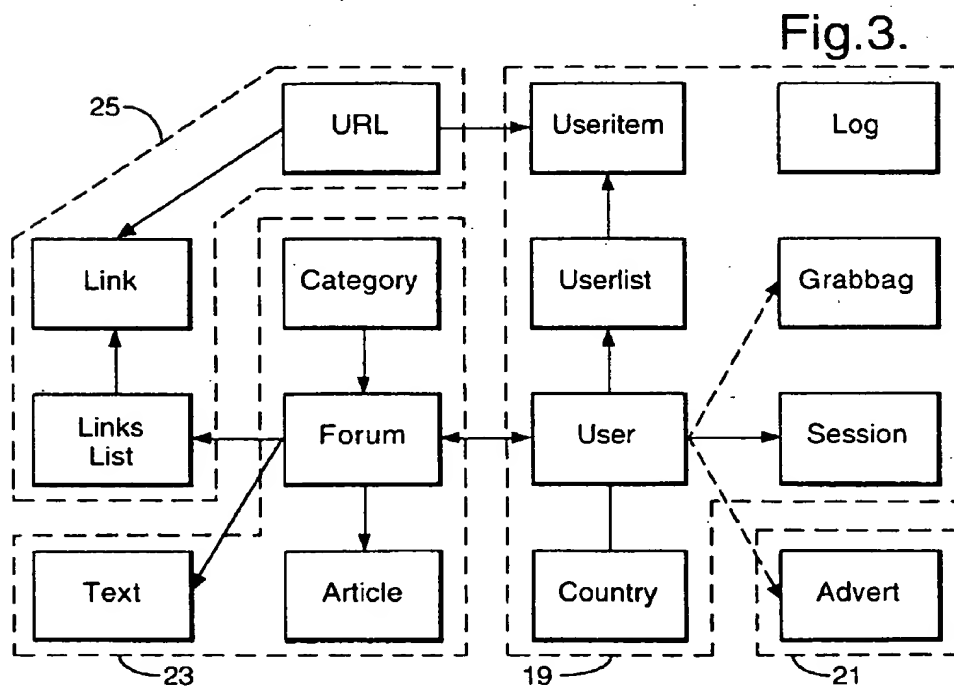 Fig.3.
25
URL
Useritem
Log
Link
Category
Userlist
Grabbag
Links
List
Forum
User
Session
Text
Article
Country
Advert
23
19
21